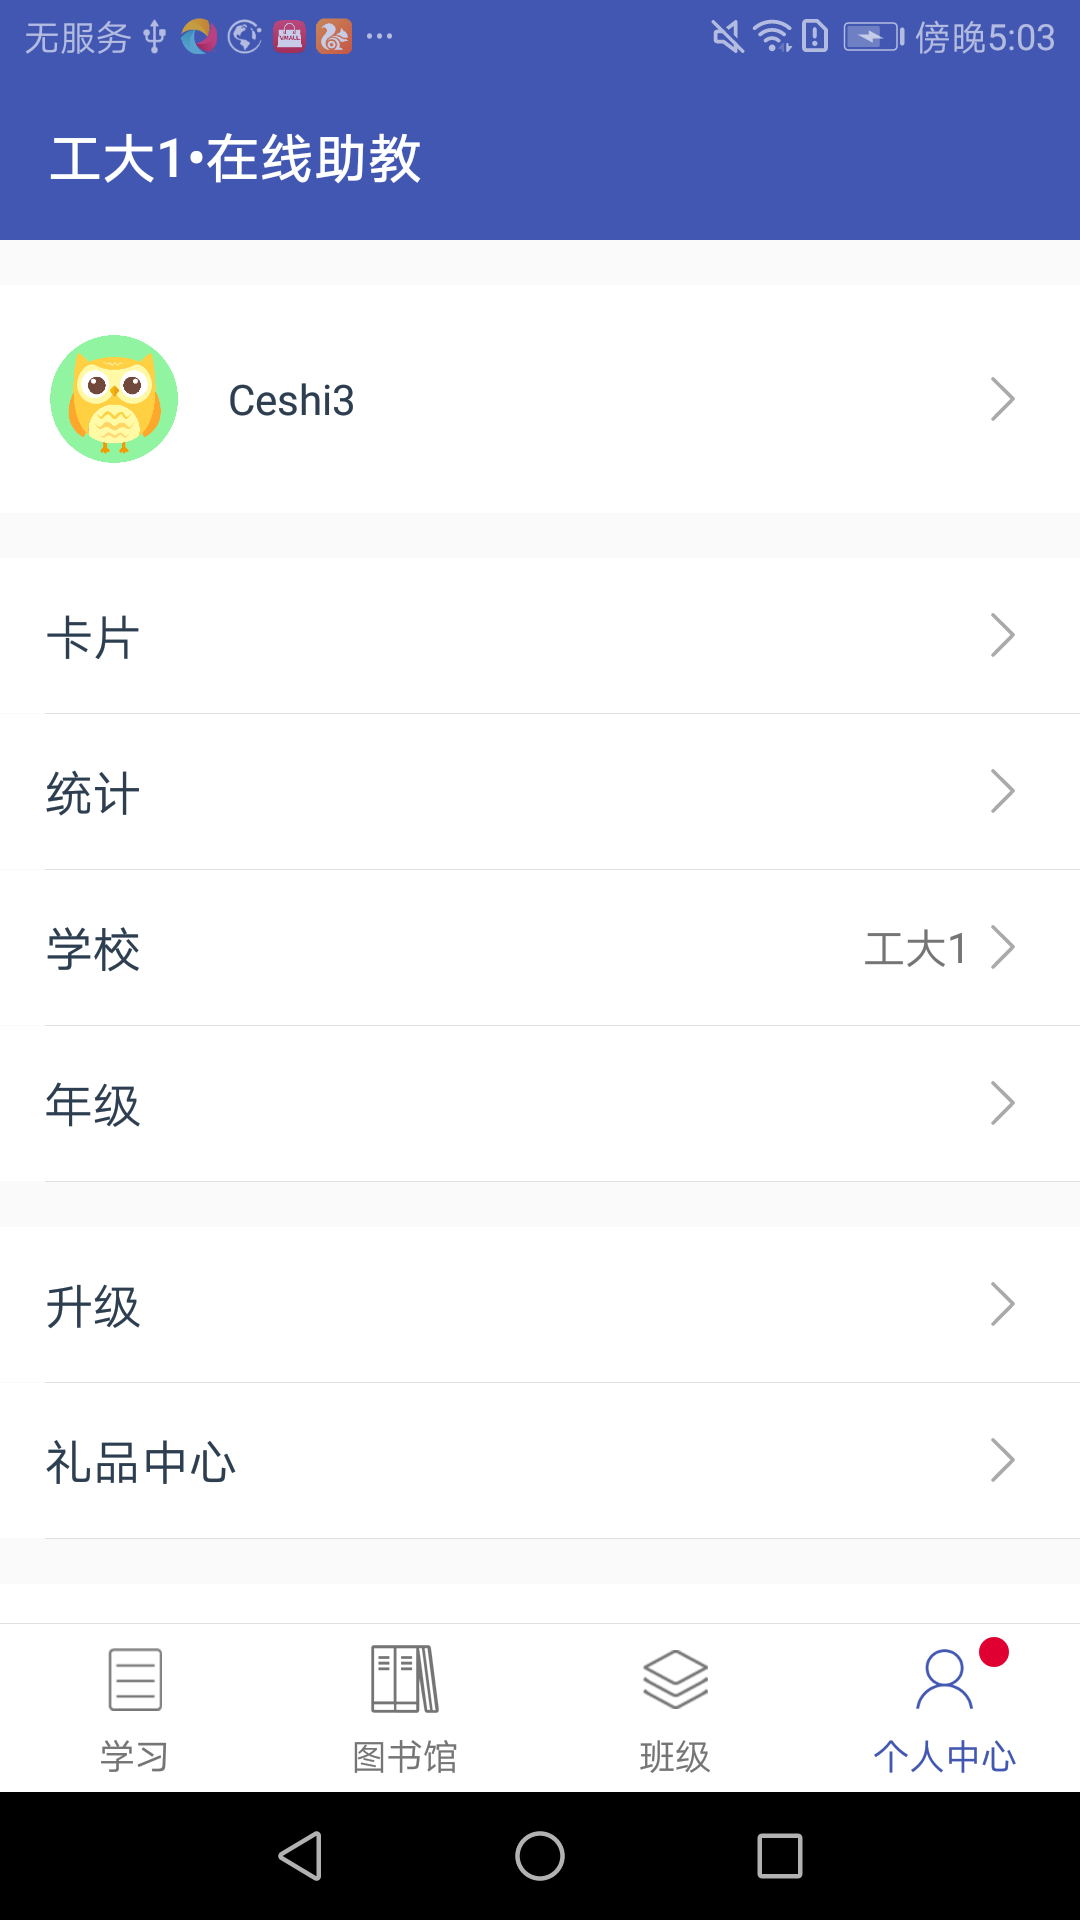 无服务 傍晚5:03
工大1•在线助教
Ceshi3
卡片
统计
学校 工大1
年级
升级
礼品中心
学习 图书馆 班级 个人中心